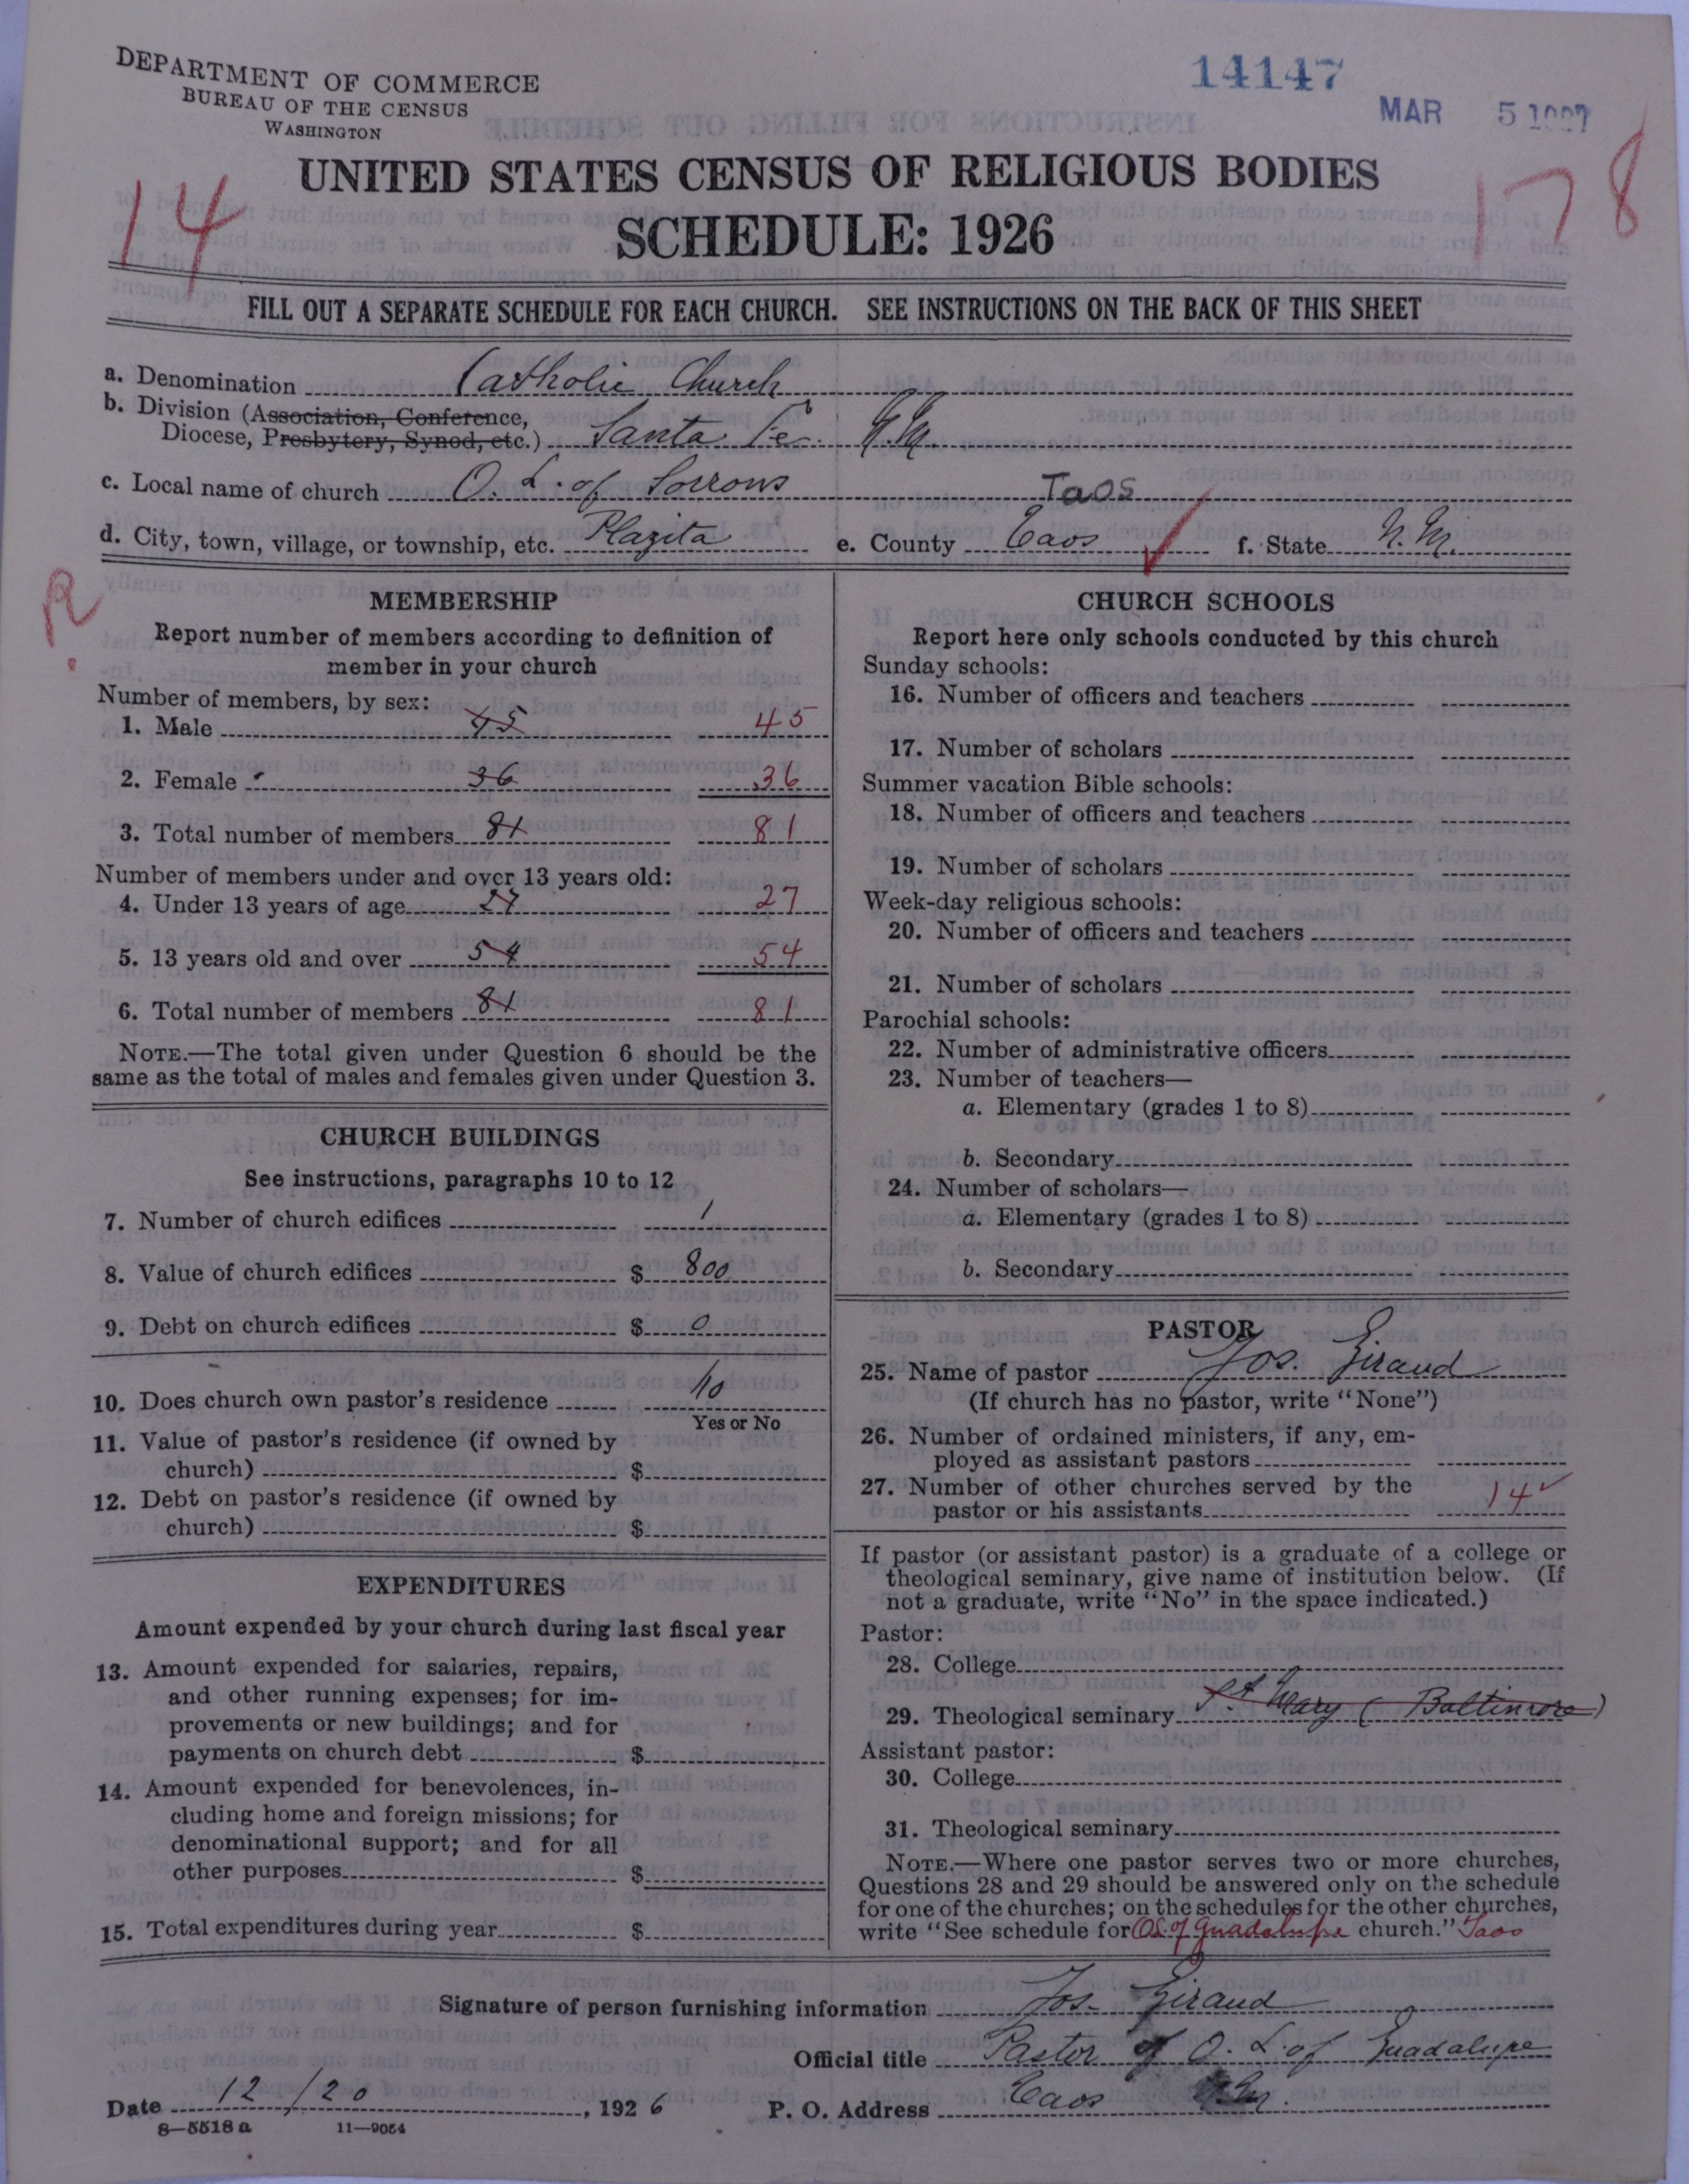 DEPARTMENT OF COMMERCE
BUREAU OF THE CENSUS
WASHINGTON
14147
MAR 5 1927
14
178
UNITED STATES CENSUS OF RELIGIOUS BODIES
SCHEDULE: 1926
FILL OUT A SEPARATE SCHEDULE FOR EACH CHURCH. SEE INSTRUCTIONS ON THE BACK OF THIS SHEET
a. Denomination Catholic Church
b. Division (Association, Conference,
Diocese, Presbytery, Synod, etc.) Santa Fe N.M.
c. Local name of church O. L. of Sorrows Taos
d. City, town, village, or township, etc. Plazita e. County Taos f. State N.M.
R.
MEMBERSHIP
Report number of members according to definition of
member in your church
Number of members, by sex:
1. Male 45 45
2. Female 36 36
3. Total number of members 81 81
Number of members under and over 13 years old:
4. Under 13 years of age 27 27
5. 13 years old and over 54 54
6. Total number of members 81 81
NOTE.—The total given under Question 6 should be the
same as the total of males and females given under Question 3.
CHURCH BUILDINGS
See instructions, paragraphs 10 to 12
7. Number of church edifices 1
8. Value of church edifices $ 800
9. Debt on church edifices $ 0
10. Does church own pastor's residence No
Yes or No
11. Value of pastor's residence (if owned by
church) $
12. Debt on pastor's residence (if owned by
church) $
EXPENDITURES
Amount expended by your church during last fiscal year
13. Amount expended for salaries, repairs,
and other running expenses; for im-
provements or new buildings; and for
payments on church debt $
14. Amount expended for benevolences, in-
cluding home and foreign missions; for
denominational support; and for all
other purposes $
15. Total expenditures during year $
CHURCH SCHOOLS
Report here only schools conducted by this church
Sunday schools:
16. Number of officers and teachers
17. Number of scholars
Summer vacation Bible schools:
18. Number of officers and teachers
19. Number of scholars
Week-day religious schools:
20. Number of officers and teachers
21. Number of scholars
Parochial schools:
22. Number of administrative officers
23. Number of teachers—
a. Elementary (grades 1 to 8)
b. Secondary
24. Number of scholars—
a. Elementary (grades 1 to 8)
b. Secondary
PASTOR
25. Name of pastor Jos. Giraud
(If church has no pastor, write "None")
26. Number of ordained ministers, if any, em-
ployed as assistant pastors
27. Number of other churches served by the
pastor or his assistants 14
If pastor (or assistant pastor) is a graduate of a college or
theological seminary, give name of institution below. (If
not a graduate, write "No" in the space indicated.)
Pastor:
28. College
29. Theological seminary St Mary (Baltimore)
Assistant pastor:
30. College
31. Theological seminary
NOTE.—Where one pastor serves two or more churches,
Questions 28 and 29 should be answered only on the schedule
for one of the churches; on the schedules for the other churches,
write "See schedule for O.L. of Guadalupe church." Taos
Signature of person furnishing information Jos. Giraud
Official title Pastor of O. L. of Guadalupe
Date 12/20, 1926 P. O. Address Taos N.M.
8—5518 a 11—9054